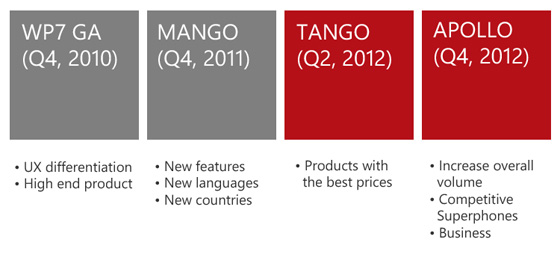 WP7 GA
(Q4, 2010)
• UX differentiation
• High end product
MANGO
(Q4, 2011)
• New features
• New languages
• New countries
TANGO
(Q2, 2012)
• Products with
the best prices
APOLLO
(Q4, 2012)
• Increase overall
volume
• Competitive
Superphones
• Business